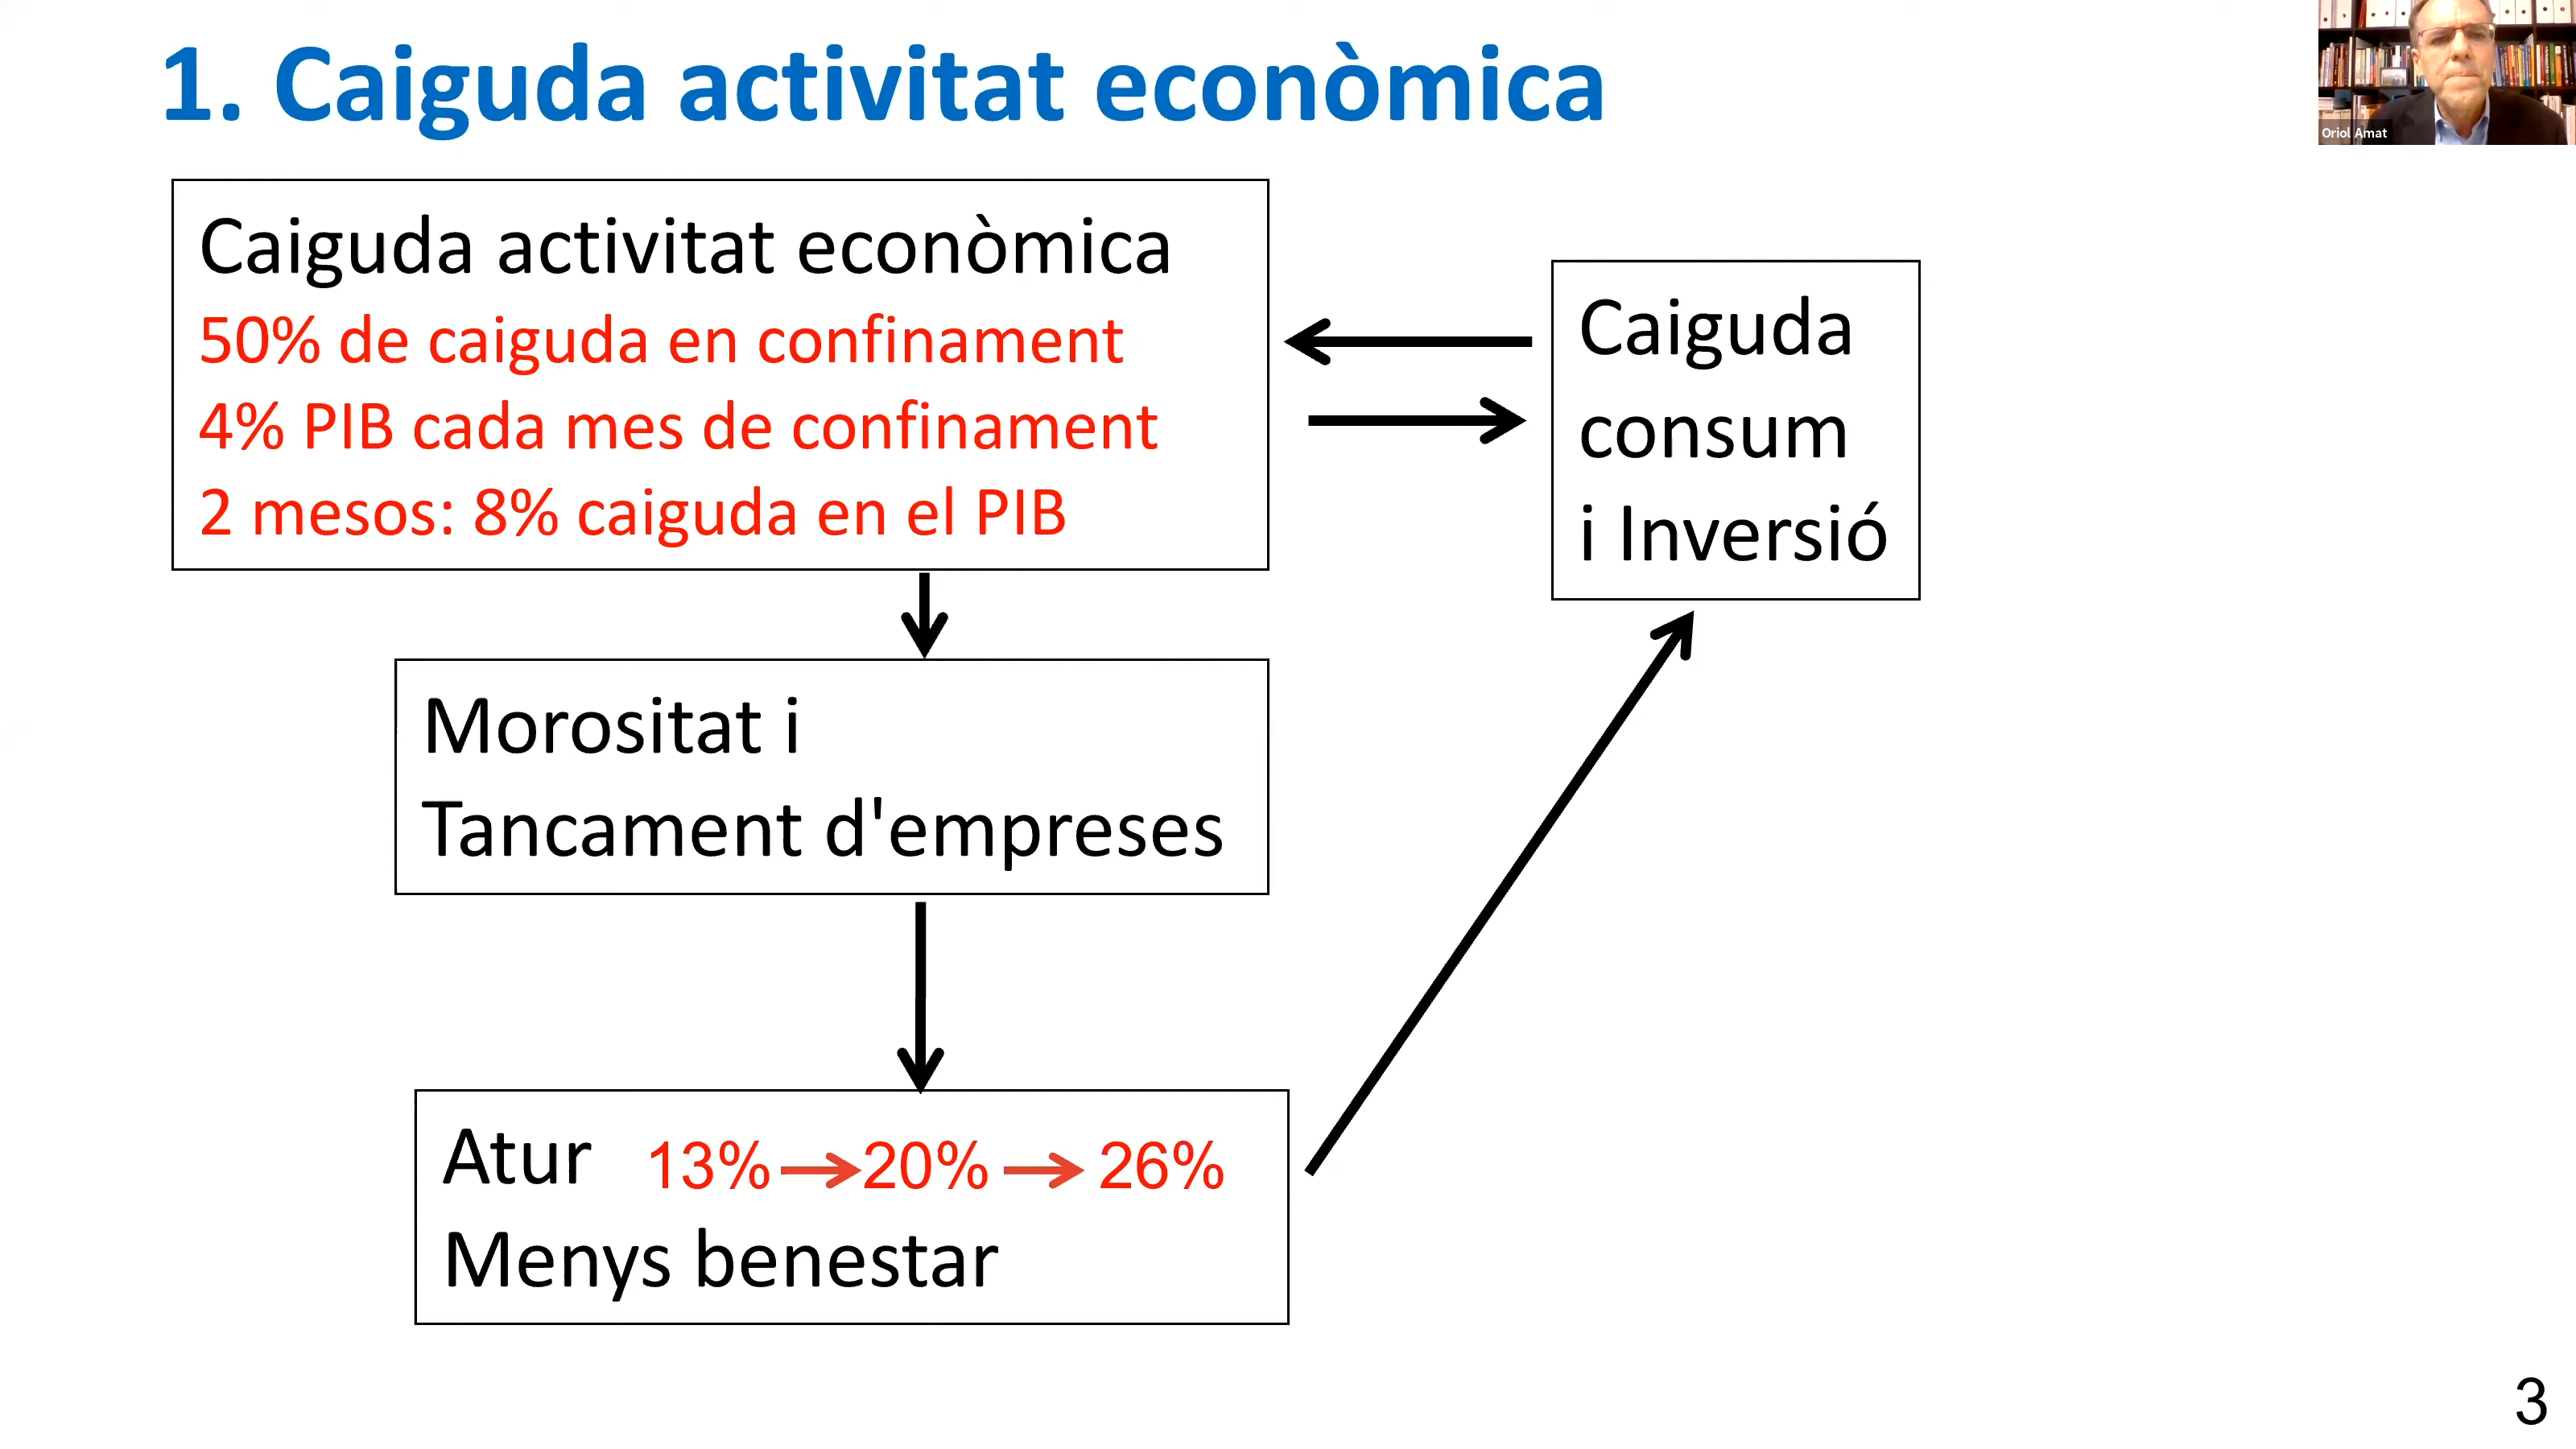 1. Caiguda activitat econòmica
Oriol Amat
Caiguda activitat econòmica
50% de caiguda en confinament
4% PIB cada mes de confinament
2 mesos: 8% caiguda en el PIB
Caiguda
consum
i Inversió
Morositat i
Tancament d'empreses
Atur 13% → 20% → 26%
Menys benestar
3